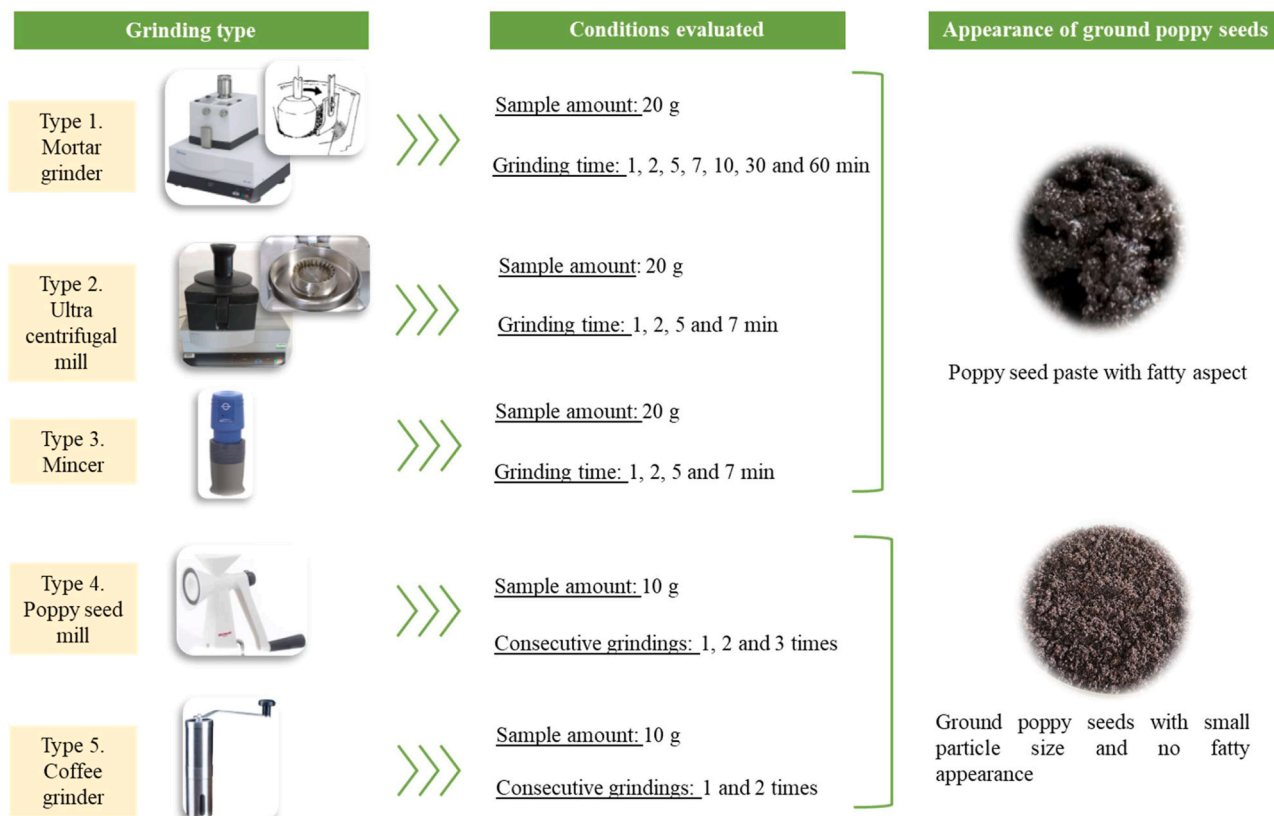 Grinding type
Conditions evaluated
Appearance of ground poppy seeds
Type 1.
Mortar
grinder
Sample amount: 20 g
Grinding time: 1, 2, 5, 7, 10, 30 and 60 min
Type 2.
Ultra
centrifugal
mill
Sample amount: 20 g
Grinding time: 1, 2, 5 and 7 min
Poppy seed paste with fatty aspect
Type 3.
Mincer
Sample amount: 20 g
Grinding time: 1, 2, 5 and 7 min
Type 4.
Poppy seed
mill
Sample amount: 10 g
Consecutive grindings: 1, 2 and 3 times
Type 5.
Coffee
grinder
Sample amount: 10 g
Consecutive grindings: 1 and 2 times
Ground poppy seeds with small
particle size and no fatty
appearance